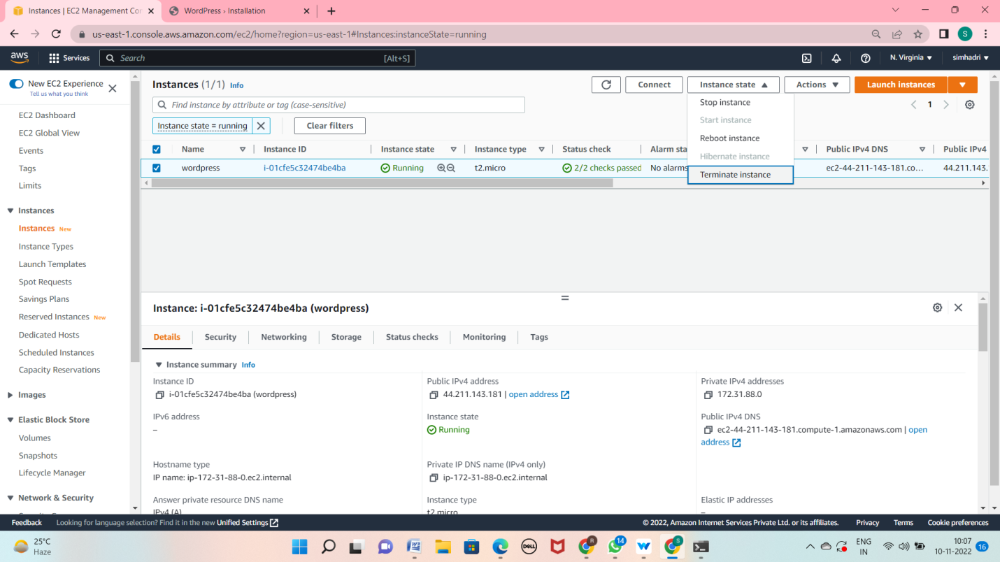 Instances | EC2 Management Con
WordPress › Installation
us-east-1.console.aws.amazon.com/ec2/home?region=us-east-1#Instances:instanceState=running
S
aws
Services
Search
[Alt+S]
N. Virginia
simhadri
New EC2 Experience
Tell us what you think
EC2 Dashboard
EC2 Global View
Events
Tags
Limits
Instances
Instances New
Instance Types
Launch Templates
Spot Requests
Savings Plans
Reserved Instances New
Dedicated Hosts
Scheduled Instances
Capacity Reservations
Images
Elastic Block Store
Volumes
Snapshots
Lifecycle Manager
Network & Security
Instances (1/1) Info
Connect
Instance state
Actions
Launch instances
Find instance by attribute or tag (case-sensitive)
1
Instance state = running
Clear filters
Stop instance
Start instance
Reboot instance
Hibernate instance
Terminate instance
Name Instance ID Instance state Instance type Status check Alarm sta Public IPv4 DNS Public IPv4
wordpress i-01cfe5c32474be4ba Running t2.micro 2/2 checks passed No alarms ec2-44-211-143-181.co... 44.211.143.
Instance: i-01cfe5c32474be4ba (wordpress)
Details Security Networking Storage Status checks Monitoring Tags
Instance summary Info
Instance ID
i-01cfe5c32474be4ba (wordpress)
Public IPv4 address
44.211.143.181 | open address
Private IPv4 addresses
172.31.88.0
IPv6 address
–
Instance state
Running
Public IPv4 DNS
ec2-44-211-143-181.compute-1.amazonaws.com | open
address
Hostname type
IP name: ip-172-31-88-0.ec2.internal
Private IP DNS name (IPv4 only)
ip-172-31-88-0.ec2.internal
Answer private resource DNS name
IPv4 (A)
Instance type
t2.micro
Elastic IP addresses
–
Feedback
Looking for language selection? Find it in the new Unified Settings
© 2022, Amazon Internet Services Private Ltd. or its affiliates.
Privacy
Terms
Cookie preferences
25°C
Haze
DELL
R
14
S
ENG
IN
10:07
10-11-2022
16